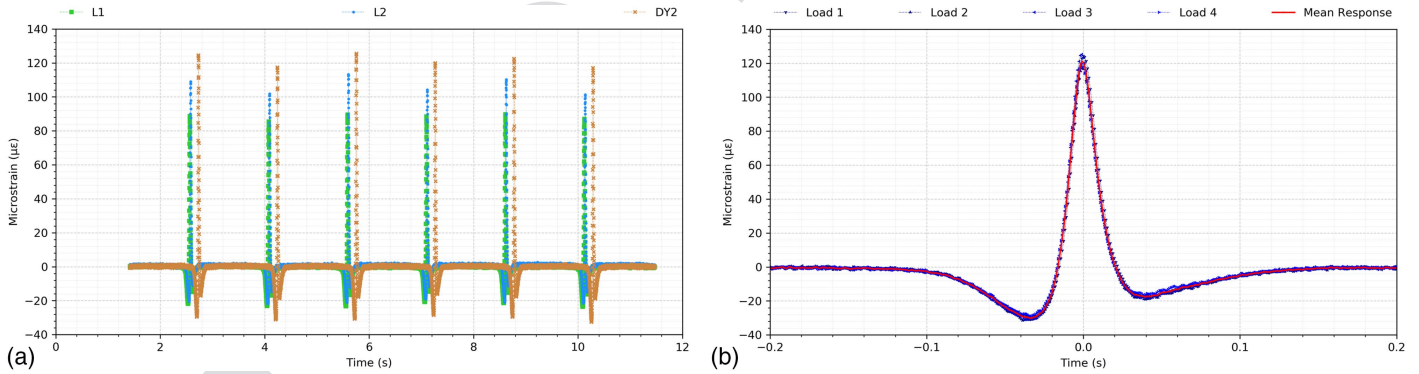 L1 L2 DY2
140
120
100
80
60
40
20
0
−20
−40
Microstrain (με)
0 2 4 6 8 10 12
Time (s)
(a)
Load 1 Load 2 Load 3 Load 4 Mean Response
140
120
100
80
60
40
20
0
−20
−40
Microstrain (με)
−0.2 −0.1 0.0 0.1 0.2
Time (s)
(b)